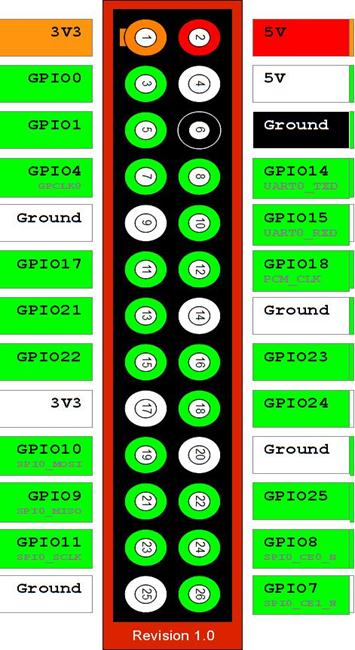 3V3 1 2 5V
GPIO0 3 4 5V
GPIO1 5 6 Ground
GPIO4 7 8 GPIO14
GPCLK0 UART0_TXD
Ground 9 10 GPIO15
UART0_RXD
GPIO17 11 12 GPIO18
PCM_CLK
GPIO21 13 14 Ground
GPIO22 15 16 GPIO23
3V3 17 18 GPIO24
GPIO10 19 20 Ground
SPI0_MOSI
GPIO9 21 22 GPIO25
SPI0_MISO
GPIO11 23 24 GPIO8
SPI0_SCLK SPI0_CE0_N
Ground 25 26 GPIO7
SPI0_CE1_N
Revision 1.0